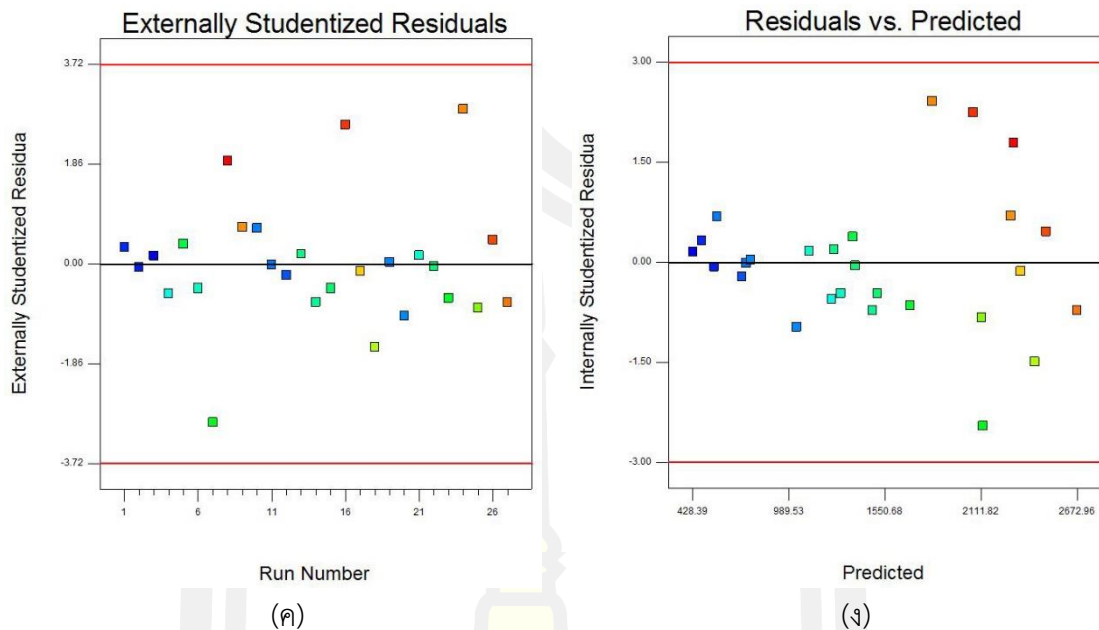 Externally Studentized Residuals
Externally Studentized Residua
3.72
1.86
0.00
-1.86
-3.72
1 6 11 16 21 26
Run Number
(ค)
Residuals vs. Predicted
Internally Studentized Residua
3.00
1.50
0.00
-1.50
-3.00
428.39 989.53 1550.68 2111.82 2672.96
Predicted
(ง)